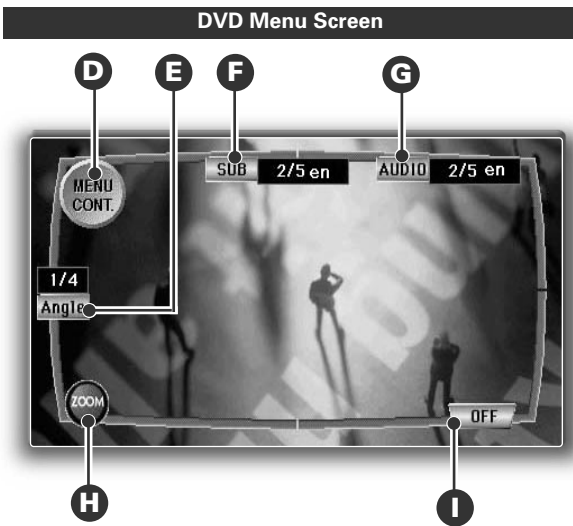 DVD Menu Screen
D E F G
MENU
CONT.
SUB 2/5 en AUDIO 2/5 en
1/4
Angle
ZOOM
OFF
H I